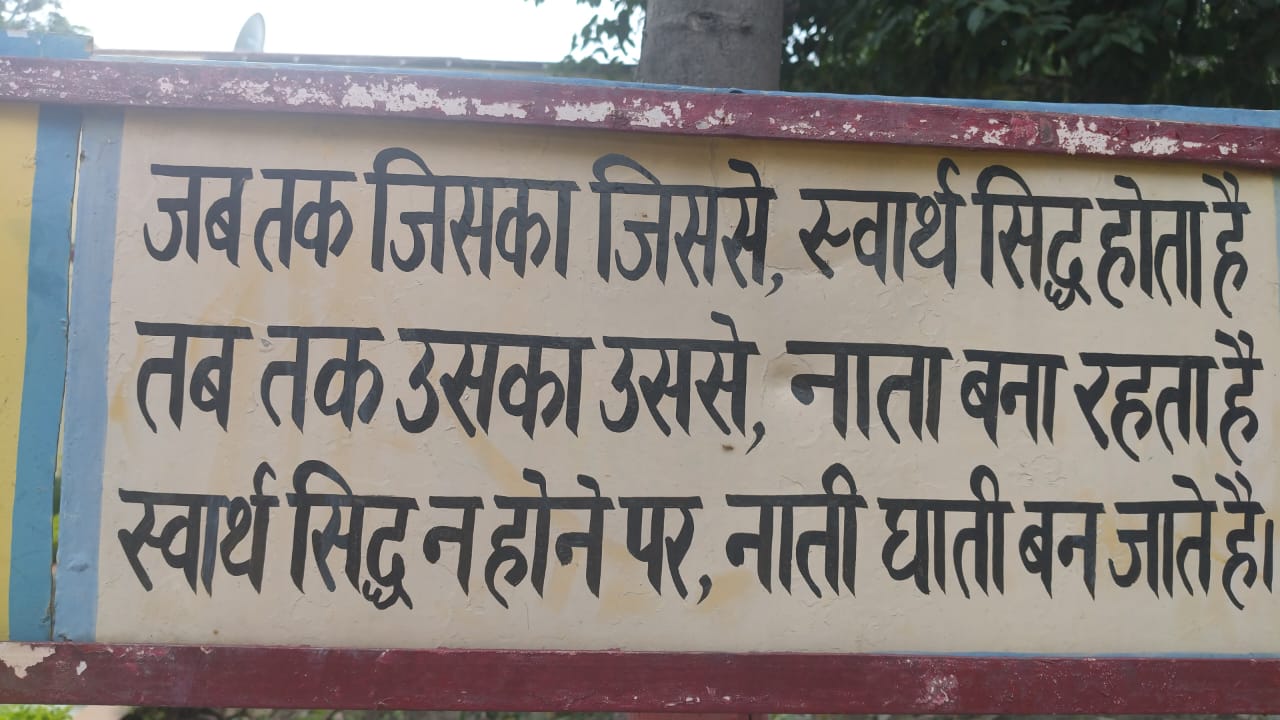 जब तक जिसका जिससे, स्वार्थ सिद्ध होता है
तब तक उसका उससे, नाता बना रहता है
स्वार्थ सिद्ध न होने पर, नाती घाती बन जाते है।